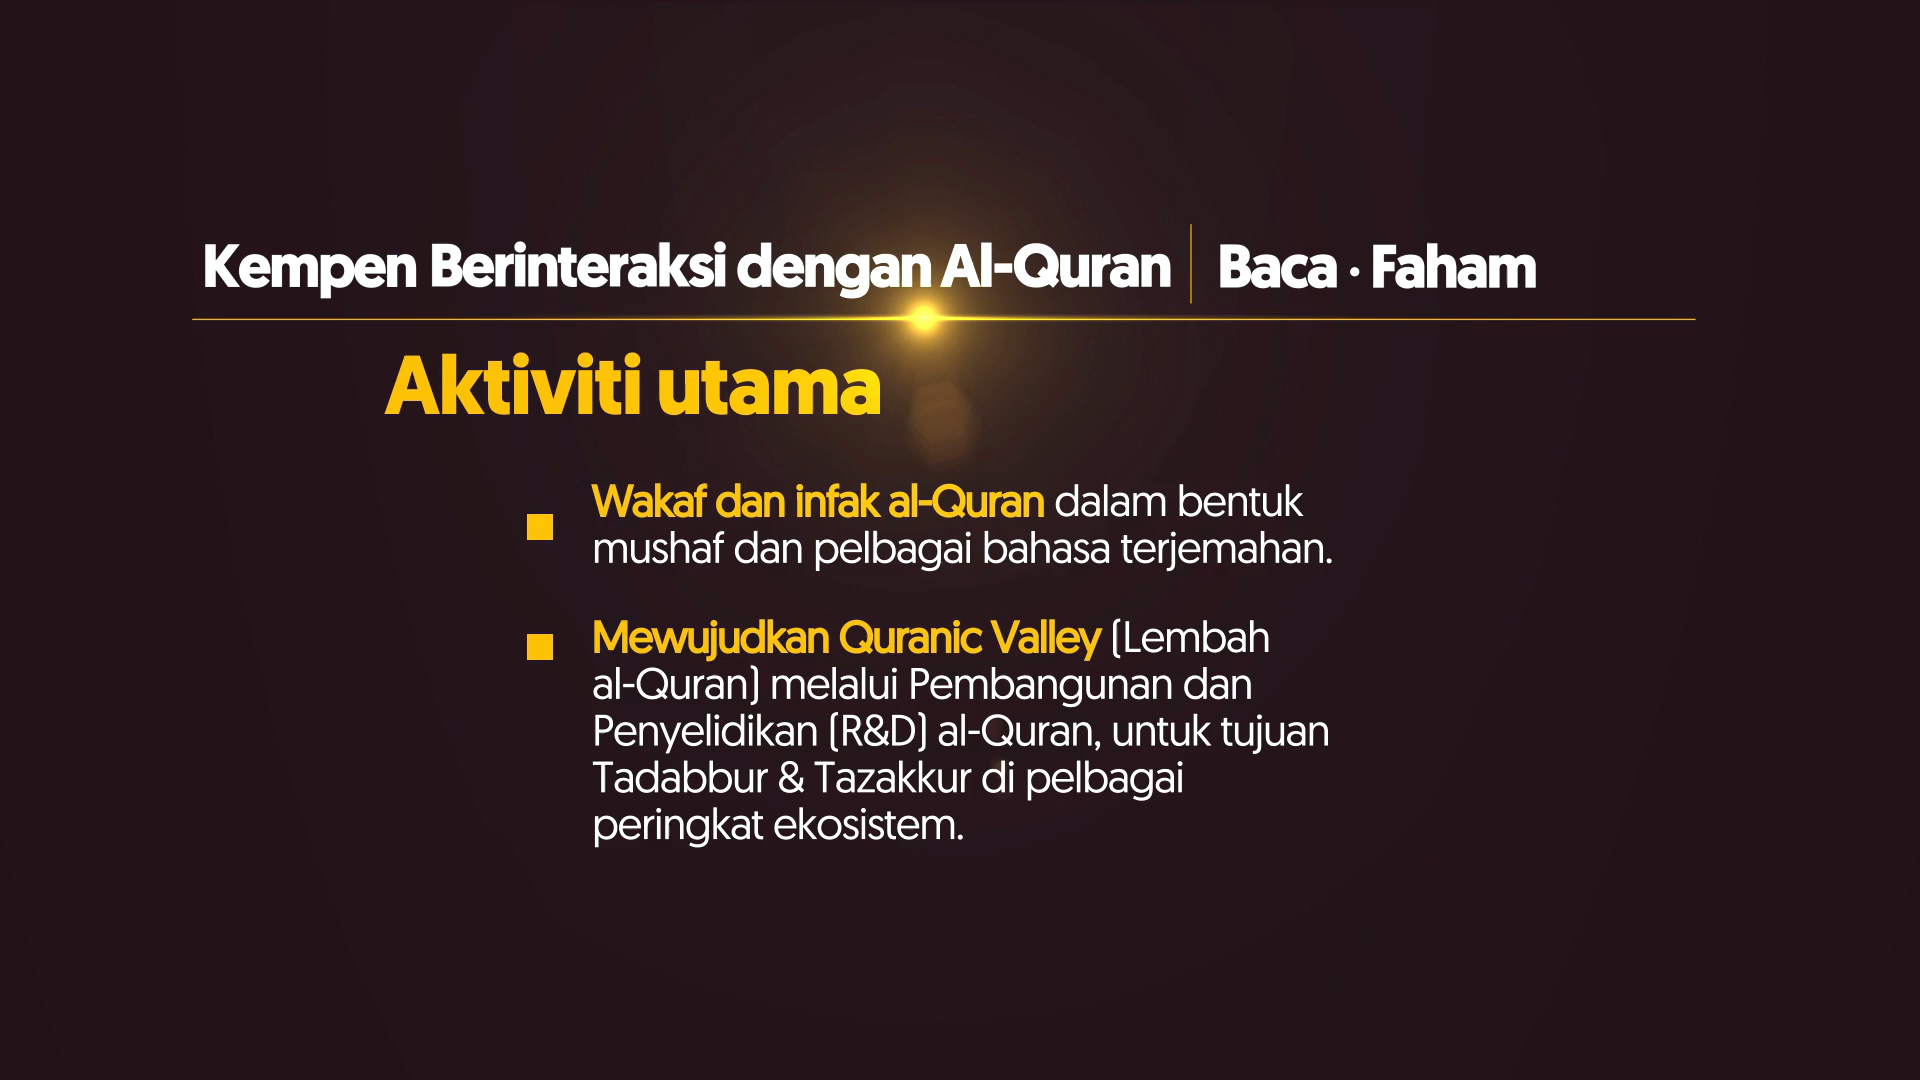 Kempen Berinteraksi dengan Al-Quran Baca · Faham
Aktiviti utama
Wakaf dan infak al-Quran dalam bentuk
mushaf dan pelbagai bahasa terjemahan.
Mewujudkan Quranic Valley (Lembah
al-Quran) melalui Pembangunan dan
Penyelidikan (R&D) al-Quran, untuk tujuan
Tadabbur & Tazakkur di pelbagai
peringkat ekosistem.